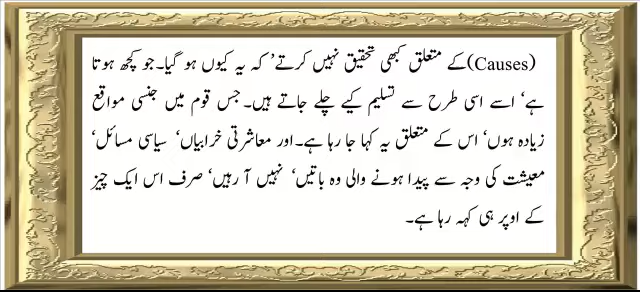 (Causes) کے متعلق کبھی تحقیق نہیں کرتے’ کہ یہ کیوں ہو گیا۔جو کچھ ہوتا
ہے‘ اسے اسی طرح سے تسلیم کیے چلے جاتے ہیں۔جس قوم میں جنسی مواقع
زیادہ ہوں‘ اس کے متعلق یہ کہا جا رہا ہے۔اور معاشرتی خرابیاں‘ سیاسی مسائل‘
معیشت کی وجہ سے پیدا ہونے والی وہ باتیں‘ نہیں آ رہیں‘ صرف اس ایک چیز
کے اوپر ہی کہہ رہا ہے۔